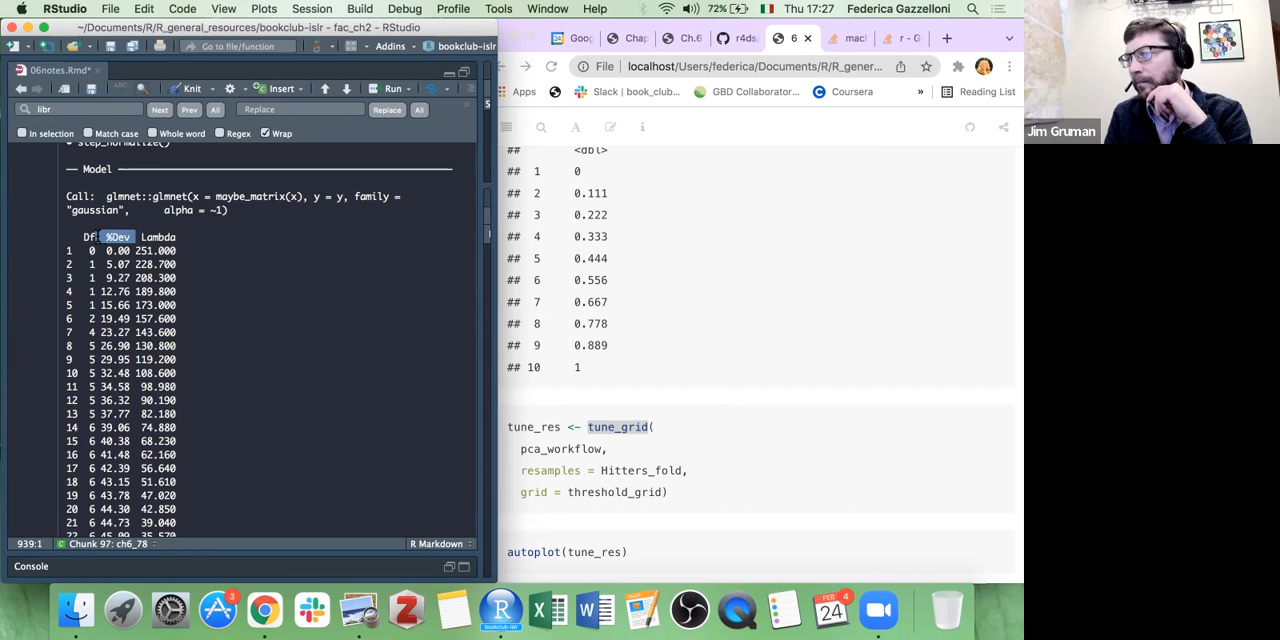 RStudio File Edit Code View Plots Session Build Debug Profile Tools Window Help 72% Thu 17:27 Federica Gazzelloni
~/Documents/R/R_general_resources/bookclub-islr - fac_ch2 - RStudio
Go to file/function Addins bookclub-islr
06notes.Rmd*
Knit Insert Run
libr Next Prev All Replace Replace All
In selection Match case Whole word Regex Wrap
• step_normalize()
── Model ──
Call: glmnet::glmnet(x = maybe_matrix(x), y = y, family =
"gaussian", alpha = ~1)
Df %Dev Lambda
1 0 0.00 251.000
2 1 5.07 228.700
3 1 9.27 208.300
4 1 12.76 189.800
5 1 15.66 173.000
6 2 19.49 157.600
7 4 23.27 143.600
8 5 26.90 130.800
9 5 29.95 119.200
10 5 32.48 108.600
11 5 34.58 98.980
12 5 36.32 90.190
13 5 37.77 82.180
14 6 39.06 74.880
15 6 40.38 68.230
16 6 41.48 62.160
17 6 42.39 56.640
18 6 43.15 51.610
19 6 43.78 47.020
20 6 44.30 42.850
21 6 44.73 39.040
22 6 45.09 35.570
939:1 Chunk 97: ch6_78 R Markdown
Console
Goo Chap Ch.6 r4ds 6 mac r - G
File localhost/Users/federica/Documents/R/R_gener...
Apps Slack | book_club... GBD Collaborator... Coursera » Reading List
## <dbl>
## 1 0
## 2 0.111
## 3 0.222
## 4 0.333
## 5 0.444
## 6 0.556
## 7 0.667
## 8 0.778
## 9 0.889
## 10 1
tune_res <- tune_grid(
pca_workflow,
resamples = Hitters_fold,
grid = threshold_grid)
autoplot(tune_res)
Jim Gruman
3
bookclub-islr
FEB 24
4